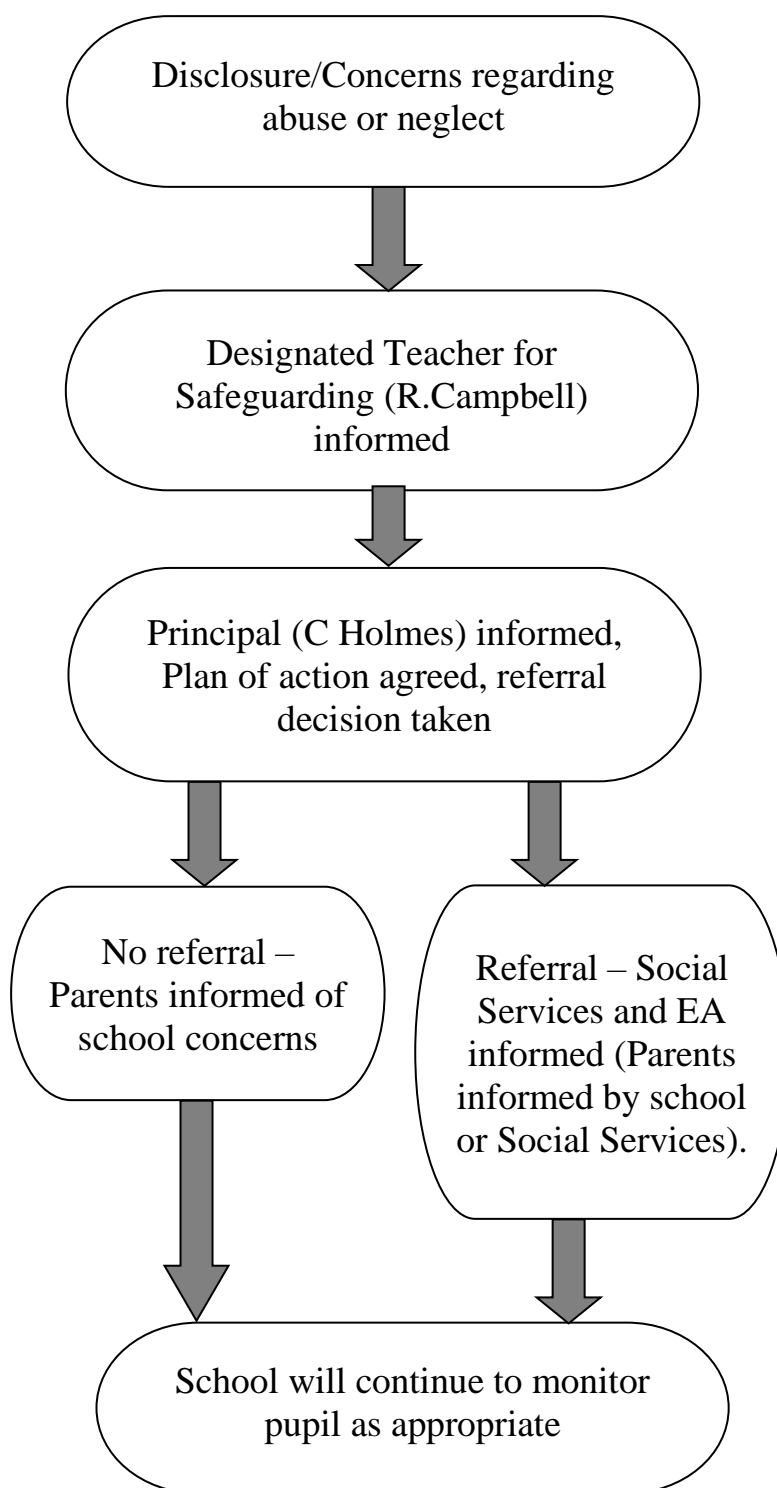 Disclosure/Concerns regarding
abuse or neglect
Designated Teacher for
Safeguarding (R.Campbell)
informed
Principal (C Holmes) informed,
Plan of action agreed, referral
decision taken
No referral –
Parents informed of
school concerns
Referral – Social
Services and EA
informed (Parents
informed by school
or Social Services).
School will continue to monitor
pupil as appropriate